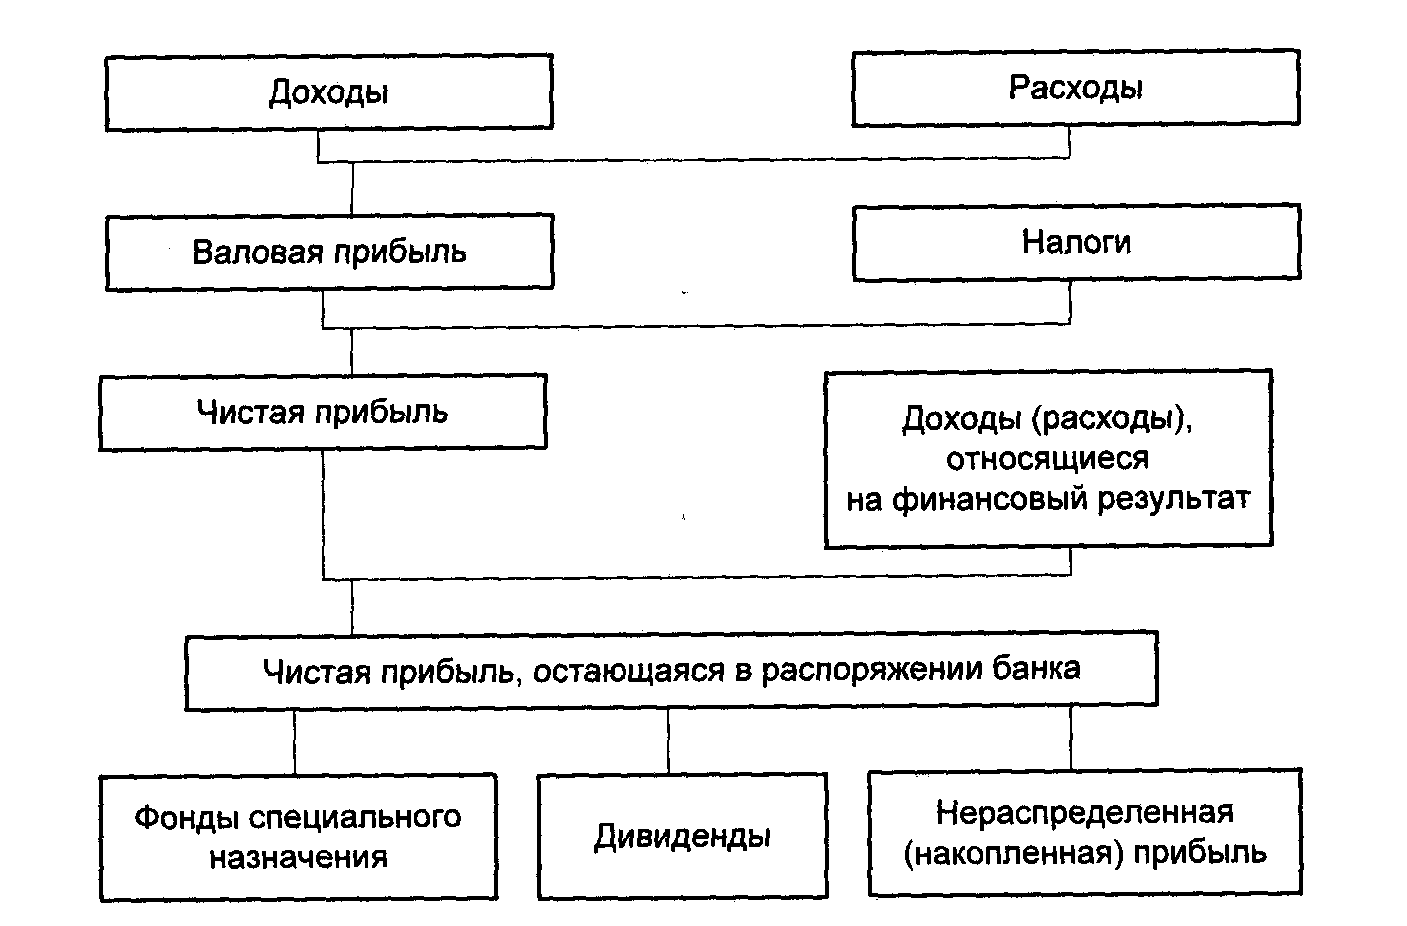 Доходы
Расходы
Валовая прибыль
Налоги
Чистая прибыль
Доходы (расходы),
относящиеся
на финансовый результат
Чистая прибыль, остающаяся в распоряжении банка
Фонды специального
назначения
Дивиденды
Нераспределенная
(накопленная) прибыль